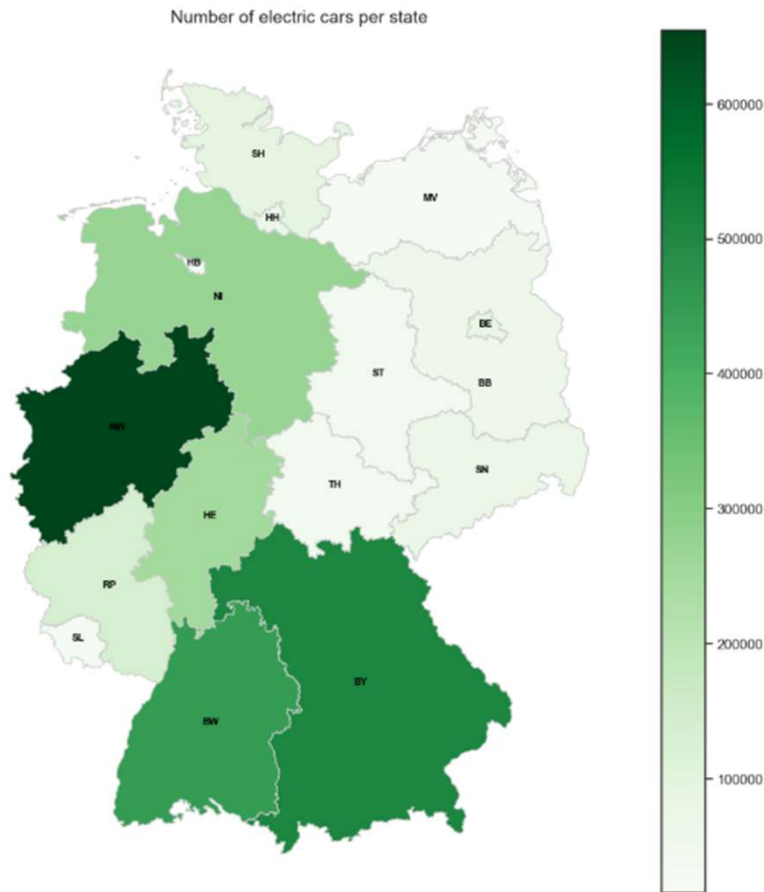 Number of electric cars per state
600000
SH
MV
HH
500000
HB
NI
BE
ST
400000
BB
NW
SN
TH
HE
300000
RP
SL
200000
BY
BW
100000